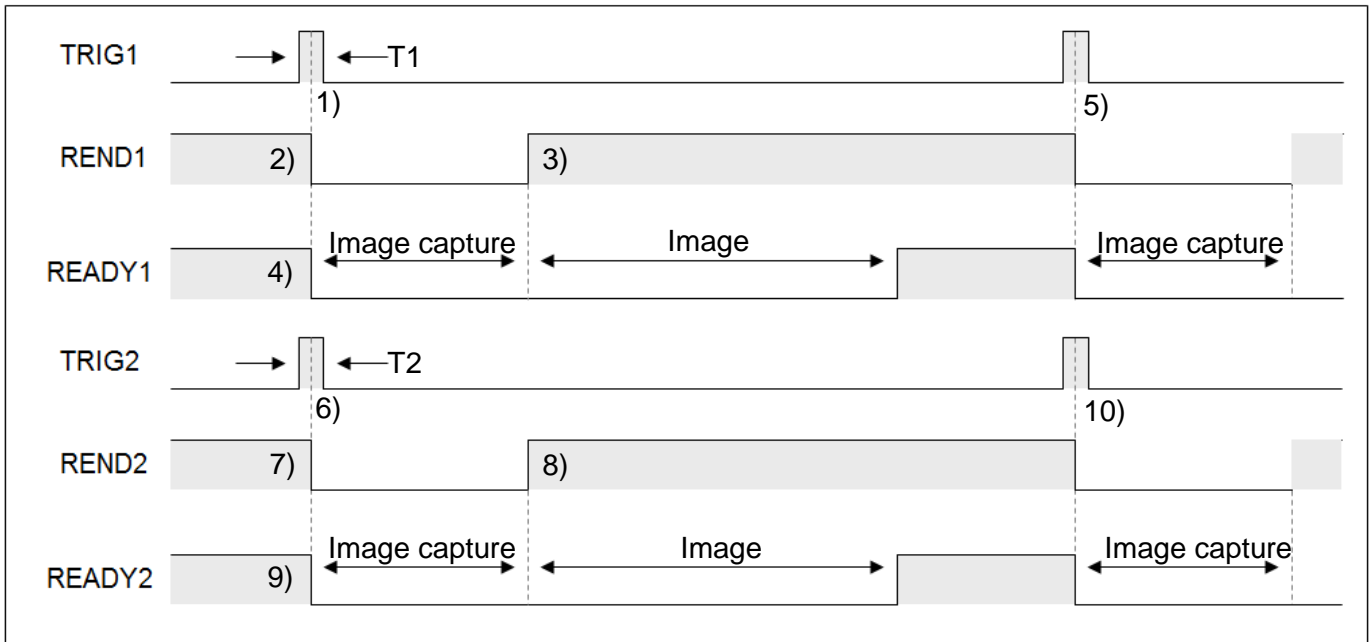 TRIG1 T1
1) 5)
REND1 2) 3)
Image capture Image Image capture
READY1 4)
TRIG2 T2
6) 10)
REND2 7) 8)
Image capture Image Image capture
READY2 9)